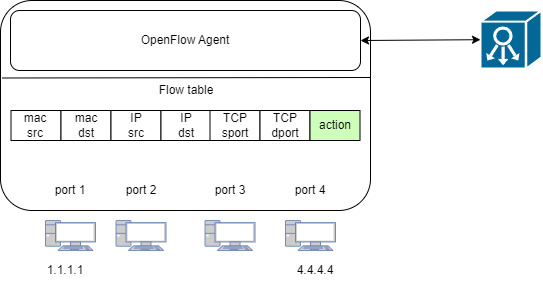 OpenFlow Agent
Flow table
mac src
mac dst
IP src
IP dst
TCP sport
TCP dport
action
port 1
port 2
port 3
port 4
1.1.1.1
4.4.4.4